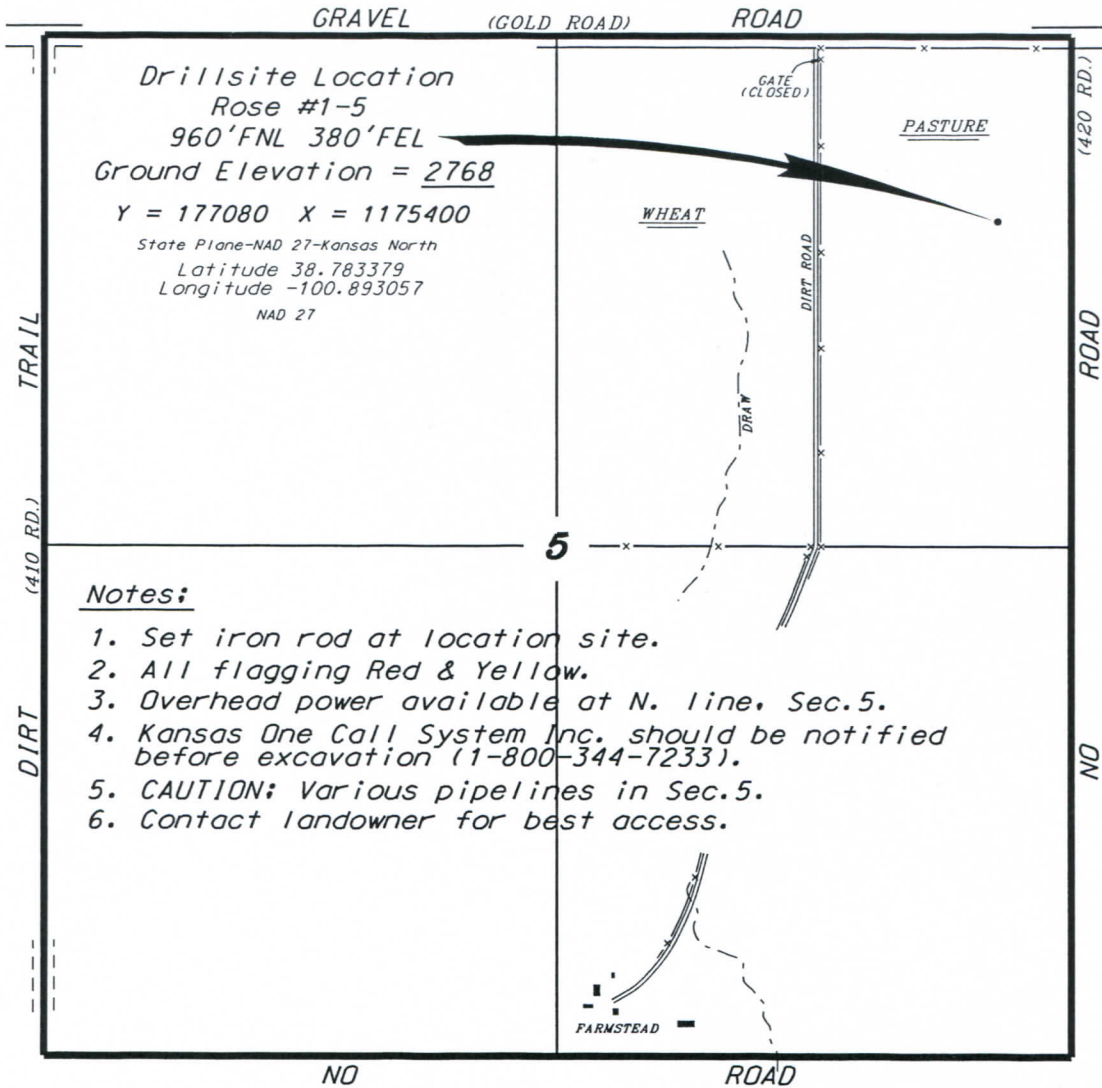 GRAVEL (GOLD ROAD) ROAD
Drillsite Location
Rose #1-5
960'FNL 380'FEL
Ground Elevation = 2768
Y = 177080 X = 1175400
State Plane-NAD 27-Kansas North
Latitude 38.783379
Longitude -100.893057
NAD 27
GATE
(CLOSED)
PASTURE
WHEAT
DIRT ROAD
DRAW
(420 RD.)
ROAD
NO
TRAIL
(410 RD.)
DIRT
5
Notes:
1. Set iron rod at location site.
2. All flagging Red & Yellow.
3. Overhead power available at N. line, Sec.5.
4. Kansas One Call System Inc. should be notified
before excavation (1-800-344-7233).
5. CAUTION: Various pipelines in Sec.5.
6. Contact landowner for best access.
FARMSTEAD
NO ROAD